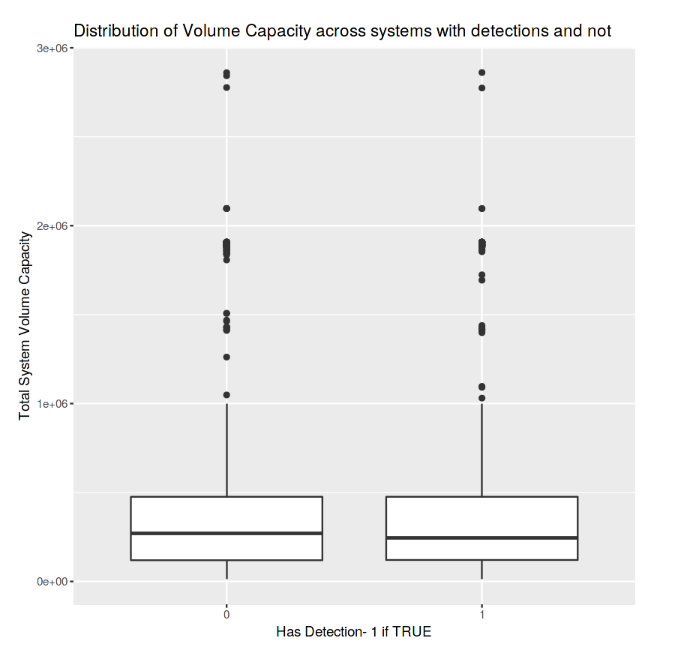 Distribution of Volume Capacity across systems with detections and not
3e+06
2e+06
1e+06
0e+00
Total System Volume Capacity
0
1
Has Detection- 1 if TRUE